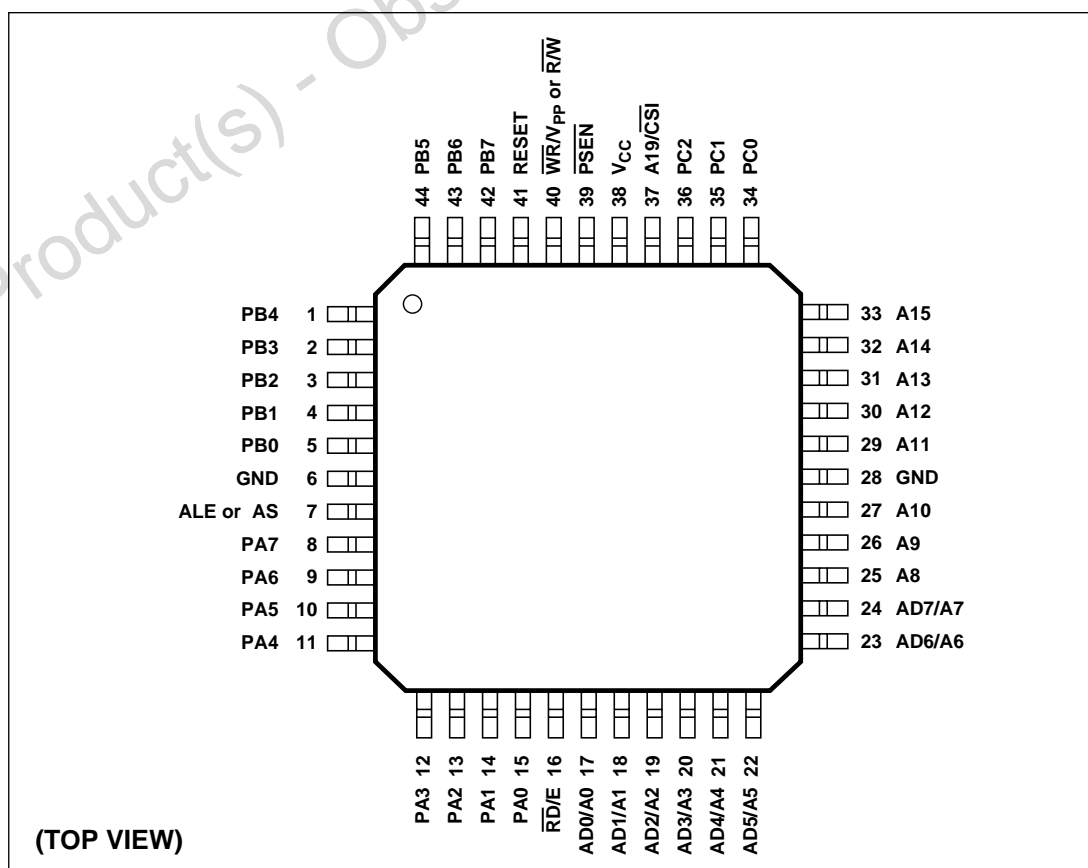 Product(s) - Obs
44 PB5
43 PB6
42 PB7
41 RESET
40 W̅R̅/VPP or R̅/̅W̅
39 P̅S̅E̅N̅
38 VCC
37 A19/C̅S̅I̅
36 PC2
35 PC1
34 PC0
PB4 1
PB3 2
PB2 3
PB1 4
PB0 5
GND 6
ALE or AS 7
PA7 8
PA6 9
PA5 10
PA4 11
33 A15
32 A14
31 A13
30 A12
29 A11
28 GND
27 A10
26 A9
25 A8
24 AD7/A7
23 AD6/A6
PA3 12
PA2 13
PA1 14
PA0 15
R̅D̅/E 16
AD0/A0 17
AD1/A1 18
AD2/A2 19
AD3/A3 20
AD4/A4 21
AD5/A5 22
(TOP VIEW)